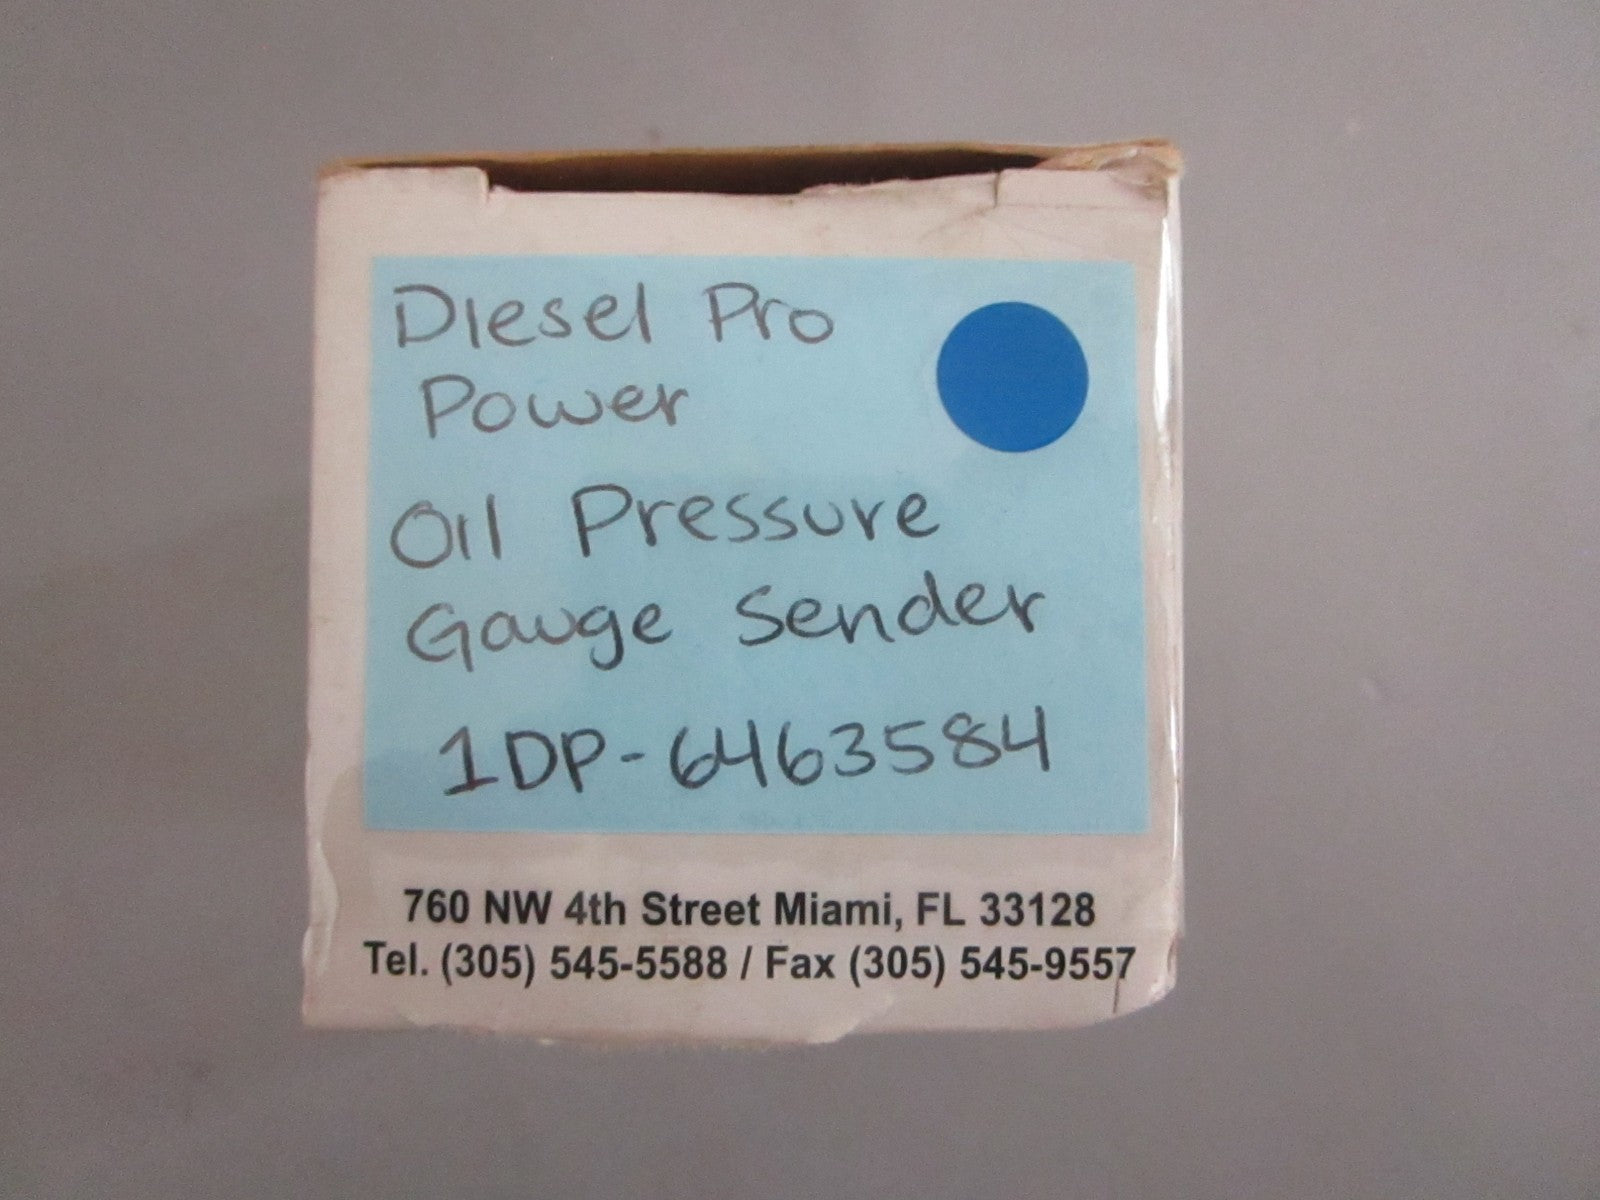 Diesel Pro
Power
Oil Pressure
Gauge Sender
1DP-6463584
760 NW 4th Street Miami, FL 33128
Tel. (305) 545-5588 / Fax (305) 545-9557